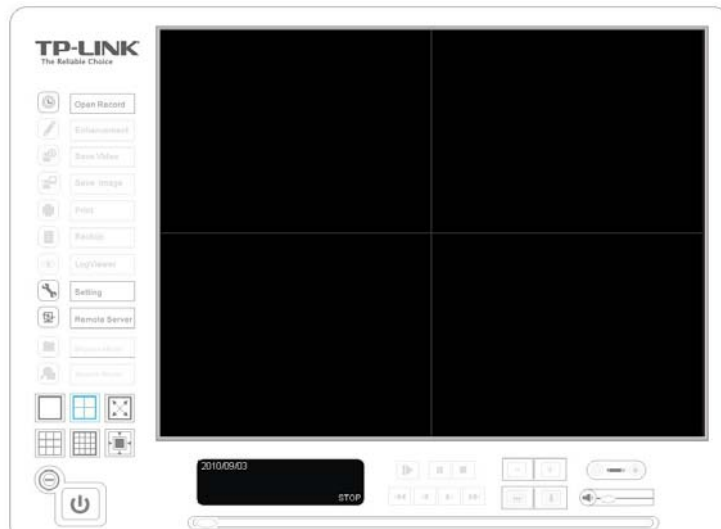 TP-LINK
The Reliable Choice
Open Record
Enhancement
Save Video
Save Image
Print
Backup
LogViewer
Setting
Remote Server
2010/09/03
STOP